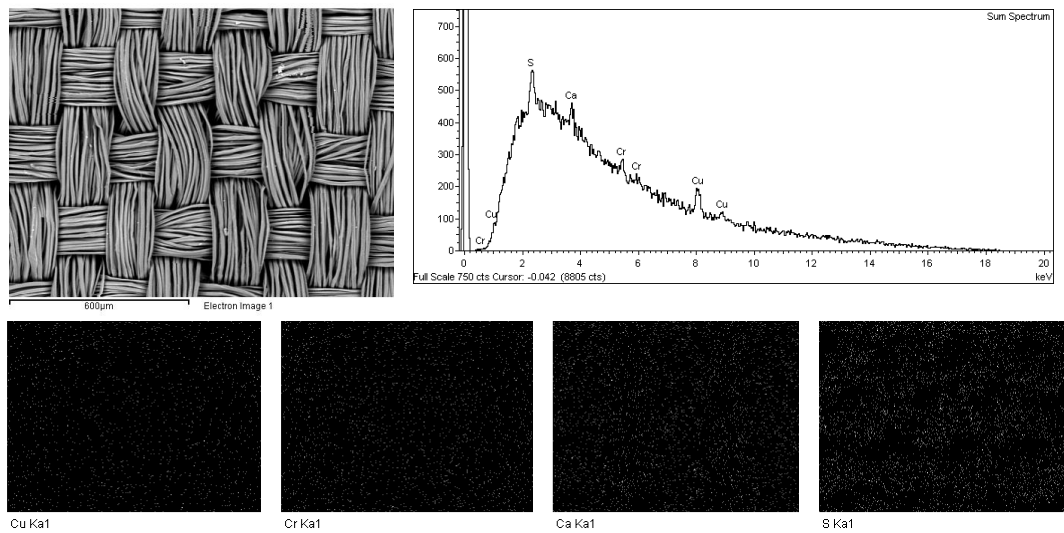 Sum Spectrum
700
600
500
400
300
200
100
0
S
Ca
Cr
Cr
Cu
Cu
Cu
Cr
0 2 4 6 8 10 12 14 16 18 20
Full Scale 750 cts Cursor: -0.042 (8805 cts) keV
600µm Electron Image 1
Cu Ka1 Cr Ka1 Ca Ka1 S Ka1